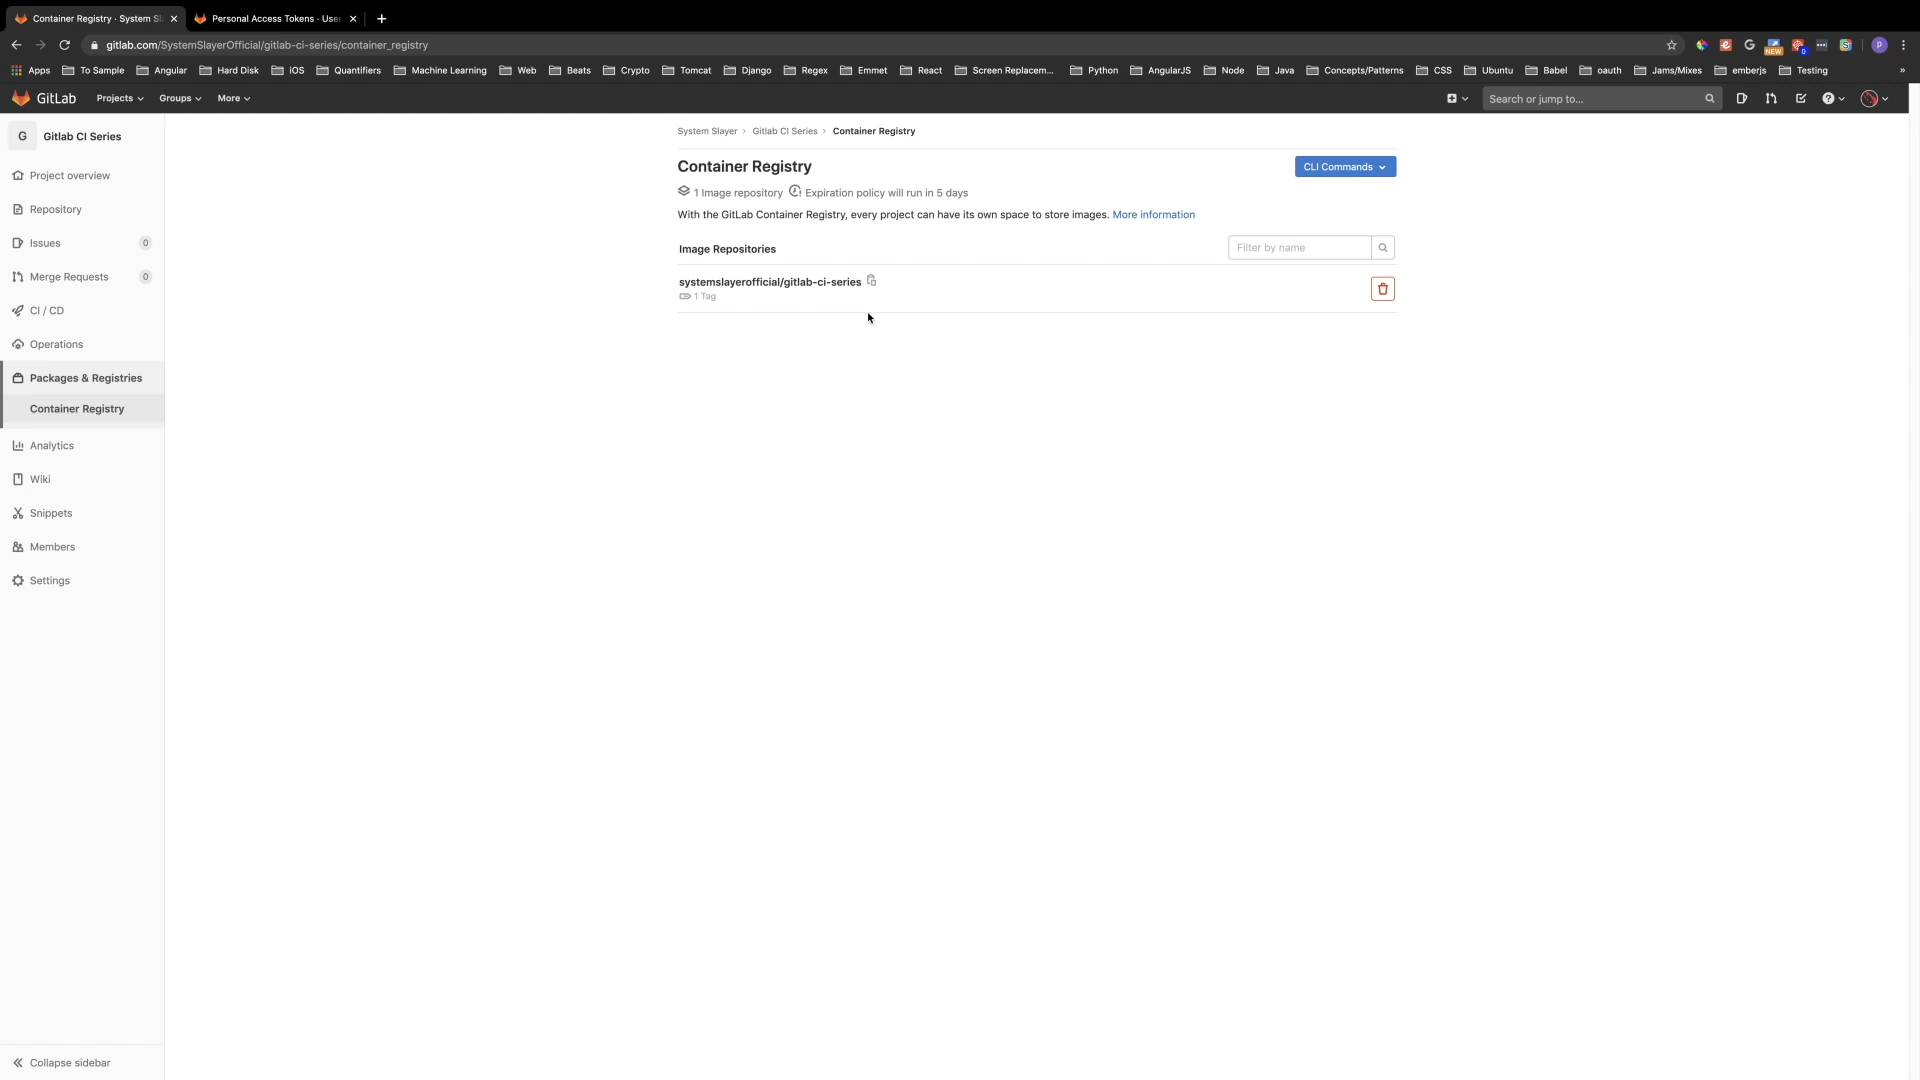 Container Registry · System Sl
Personal Access Tokens · User
gitlab.com/SystemSlayerOfficial/gitlab-ci-series/container_registry
NEW
0
P
Apps To Sample Angular Hard Disk iOS Quantifiers Machine Learning Web Beats Crypto Tomcat Django Regex Emmet React Screen Replacem... Python AngularJS Node Java Concepts/Patterns CSS Ubuntu Babel oauth Jams/Mixes emberjs Testing »
GitLab Projects Groups More Search or jump to...
G Gitlab CI Series
Project overview
Repository
Issues 0
Merge Requests 0
CI / CD
Operations
Packages & Registries
Container Registry
Analytics
Wiki
Snippets
Members
Settings
Collapse sidebar
System Slayer › Gitlab CI Series › Container Registry
Container Registry
CLI Commands
1 Image repository Expiration policy will run in 5 days
With the GitLab Container Registry, every project can have its own space to store images. More information
Image Repositories
Filter by name
systemslayerofficial/gitlab-ci-series
1 Tag